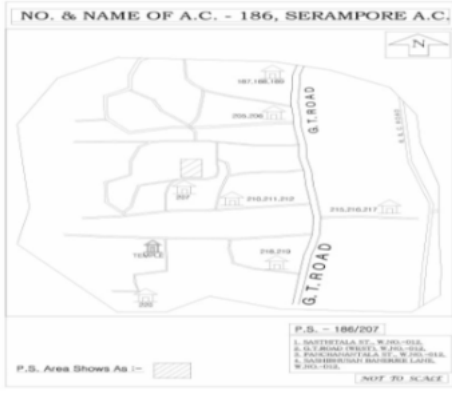 NO. & NAME OF A.C. - 186, SERAMPORE A.C.
N
187,188,189
G.T.ROAD
205,206
207
210,211,212
215,216,217
TEMPLE
218,219
G.T.ROAD
P.S. - 186/207
1. SASTHITALA ST., W.NO.-012,
2. G.T.ROAD (WEST), W.NO.-012,
3. PANCHANANTALA ST., W.NO.-012,
4. SASHIBHUSAN BANERJEE LANE,
W.NO.-012,
P.S. Area Shows As :-
NOT TO SCALE